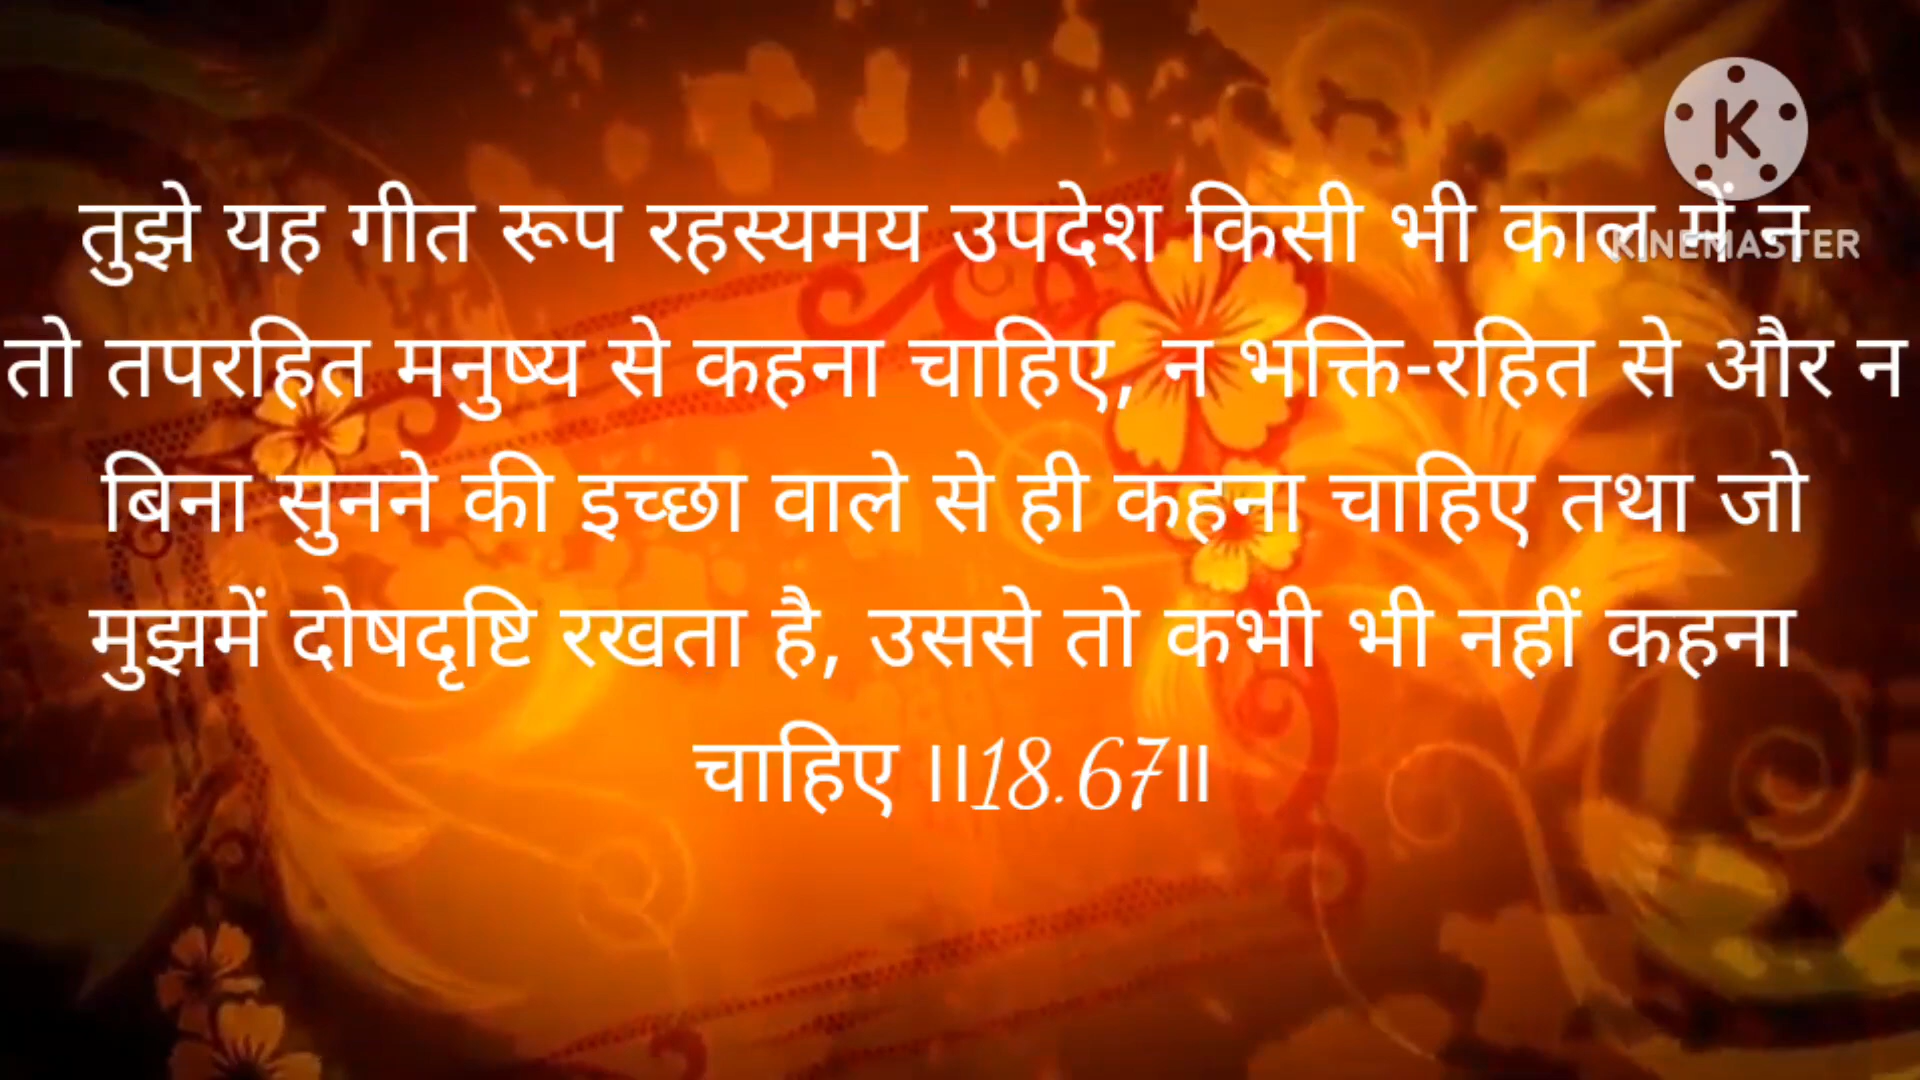 K
तुझे यह गीत रूप रहस्यमय उपदेश किसी भी काल में न
KINEMASTER
तो तपरहित मनुष्य से कहना चाहिए, न भक्ति-रहित से और न
बिना सुनने की इच्छा वाले से ही कहना चाहिए तथा जो
मुझमें दोषदृष्टि रखता है, उससे तो कभी भी नहीं कहना
चाहिए ।।18.67॥